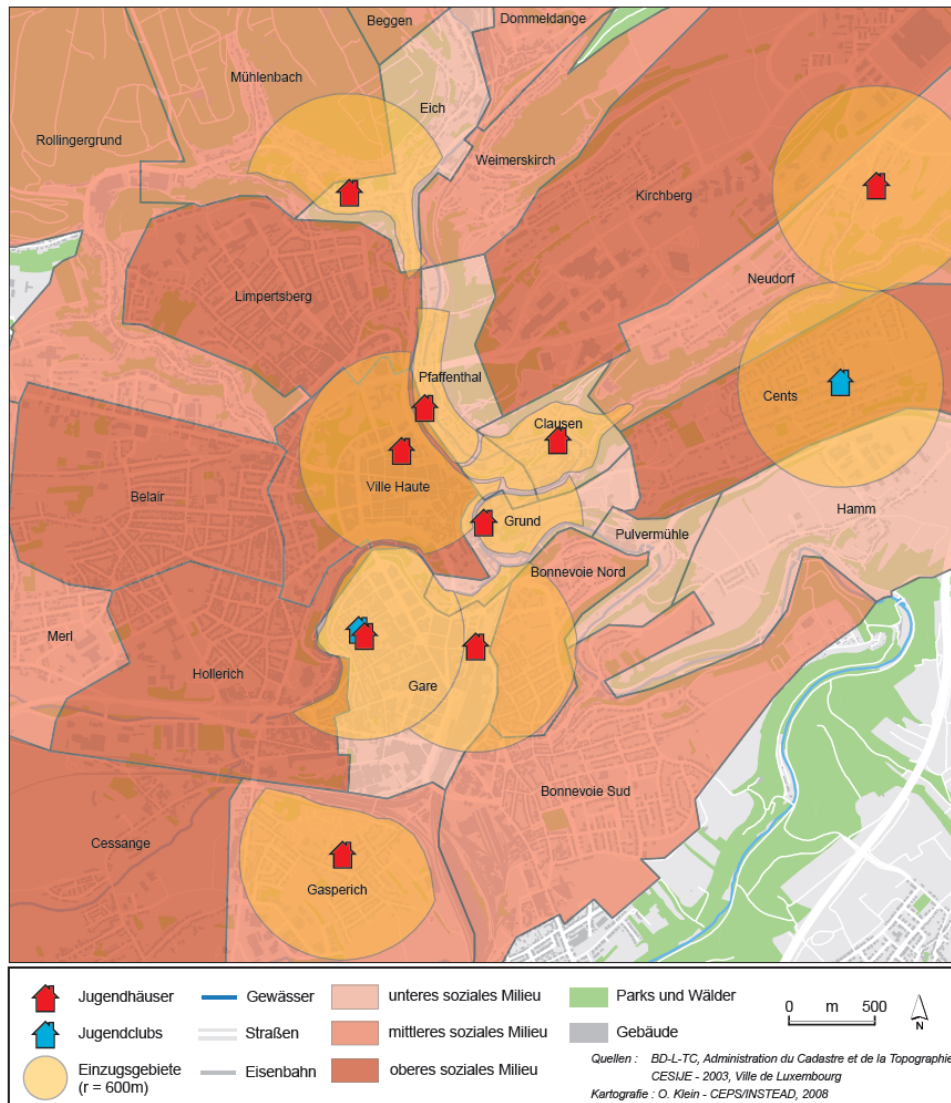 Beggen
Dommeldange
Mühlenbach
Eich
Rollingergrund
Weimerskirch
Kirchberg
Neudorf
Limpertsberg
Pfaffenthal
Cents
Clausen
Ville Haute
Belair
Hamm
Grund
Pulvermühle
Bonnevoie Nord
Merl
Hollerich
Gare
Bonnevoie Sud
Cessange
Gasperich
Jugendhäuser
Jugendclubs
Einzugsgebiete
(r = 600m)
Gewässer
Straßen
Eisenbahn
unteres soziales Milieu
mittleres soziales Milieu
oberes soziales Milieu
Parks und Wälder
Gebäude
0 m 500
N
Quellen : BD-L-TC, Administration du Cadastre et de la Topographie
CESIJE - 2003, Ville de Luxembourg
Kartografie : O. Klein - CEPS/INSTEAD, 2008